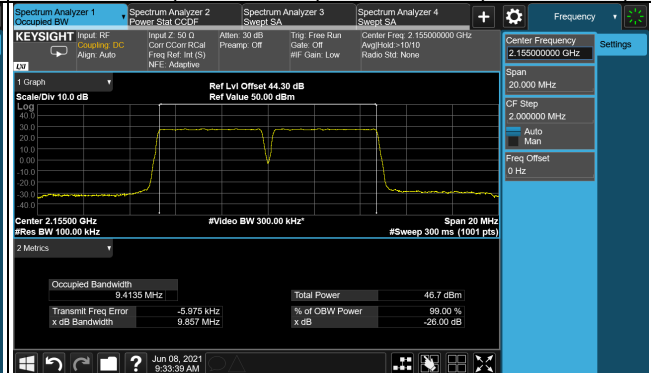 Spectrum Analyzer 1
Occupied BW
Spectrum Analyzer 2
Power Stat CCDF
Spectrum Analyzer 3
Swept SA
Spectrum Analyzer 4
Swept SA
Frequency
KEYSIGHT
LXI
Input: RF
Coupling: DC
Align: Auto
Input Z: 50 Ω
Corr CCorr RCal
Freq Ref: Int (S)
NFE: Adaptive
Atten: 30 dB
Preamp: Off
Trig: Free Run
Gate: Off
#IF Gain: Low
Center Freq: 2.155000000 GHz
Avg|Hold:>10/10
Radio Std: None
Center Frequency
2.155000000 GHz
Settings
Span
20.000 MHz
CF Step
2.000000 MHz
Auto
Man
Freq Offset
0 Hz
1 Graph
Scale/Div 10.0 dB
Ref Lvl Offset 44.30 dB
Ref Value 50.00 dBm
Log
40.0
30.0
20.0
10.0
0.00
-10.0
-20.0
-30.0
-40.0
Center 2.15500 GHz
#Res BW 100.00 kHz
#Video BW 300.00 kHz*
Span 20 MHz
#Sweep 300 ms (1001 pts)
2 Metrics
Occupied Bandwidth
9.4135 MHz
Total Power 46.7 dBm
Transmit Freq Error -5.975 kHz
% of OBW Power 99.00 %
x dB Bandwidth 9.857 MHz
x dB -26.00 dB
?
Jun 08, 2021
9:33:39 AM